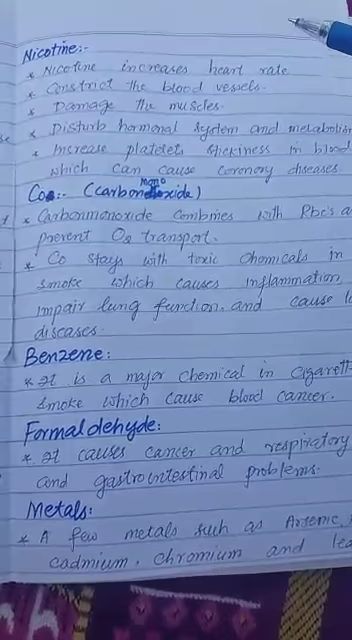 Nicotine:-
* Nicotine increases heart rate
* Constrict the blood vessels.
* Damage the muscles.
* Disturb hormonal system and metabolism
* Increase platelets stickiness in blood
which can cause coronary diseases.
Co:- (Carbonmonoxide)
* Carbonmonoxide Combines with Rbc's a
prevent O2 transport.
* Co stays with toxic Chemicals in
smoke which causes inflammation,
impair lung function. and cause l
diseases.
Benzene:
* It is a major chemical in Cigarett
smoke which cause blood cancer.
Formaldehyde:
* It causes cancer and respiratory
and gastrointestinal problems.
Metals:
* A few metals such as Arsenic,
cadmium, chromium and lea